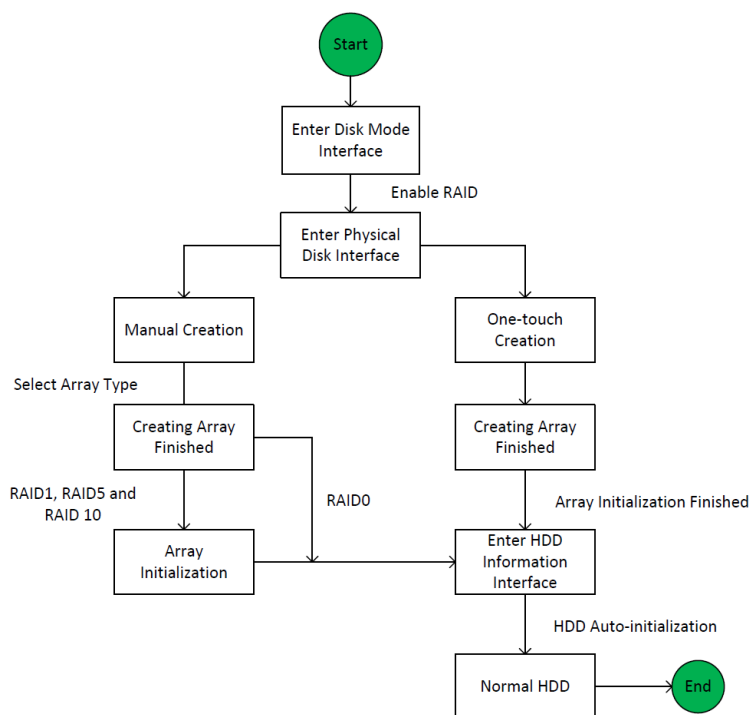 Start
Enter Disk Mode
Interface
Enable RAID
Enter Physical
Disk Interface
Manual Creation
One-touch
Creation
Select Array Type
Creating Array
Finished
Creating Array
Finished
RAID1, RAID5 and
RAID 10
RAID0
Array Initialization Finished
Array
Initialization
Enter HDD
Information
Interface
HDD Auto-initialization
Normal HDD
End